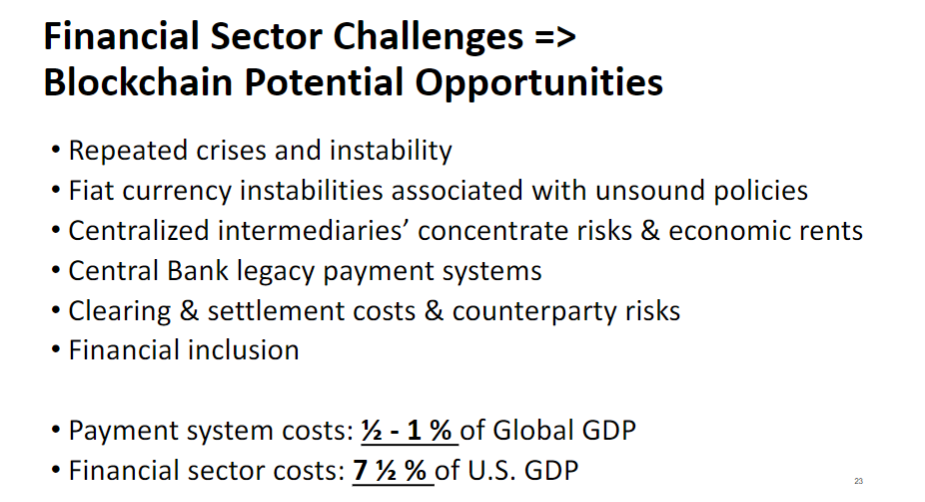 Financial Sector Challenges =>
Blockchain Potential Opportunities
• Repeated crises and instability
• Fiat currency instabilities associated with unsound policies
• Centralized intermediaries’ concentrate risks & economic rents
• Central Bank legacy payment systems
• Clearing & settlement costs & counterparty risks
• Financial inclusion
• Payment system costs: ½ - 1 % of Global GDP
• Financial sector costs: 7 ½ % of U.S. GDP
23